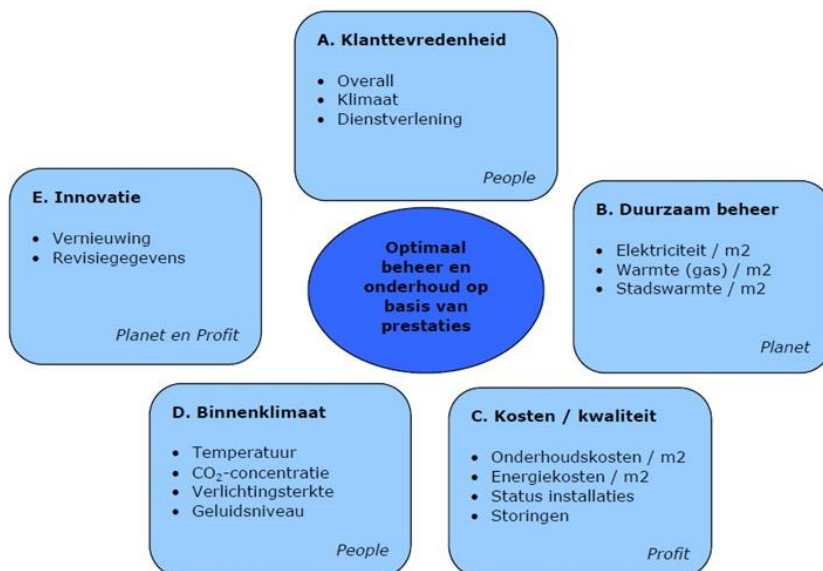 A. Klanttevredenheid
• Overall
• Klimaat
• Dienstverlening
People
B. Duurzaam beheer
• Elektriciteit / m2
• Warmte (gas) / m2
• Stadswarmte / m2
Planet
C. Kosten / kwaliteit
• Onderhoudskosten / m2
• Energiekosten / m2
• Status installaties
• Storingen
Profit
D. Binnenklimaat
• Temperatuur
• CO₂-concentratie
• Verlichtingsterkte
• Geluidsniveau
People
E. Innovatie
• Vernieuwing
• Revisiegegevens
Planet en Profit
Optimaal
beheer en
onderhoud op
basis van
prestaties